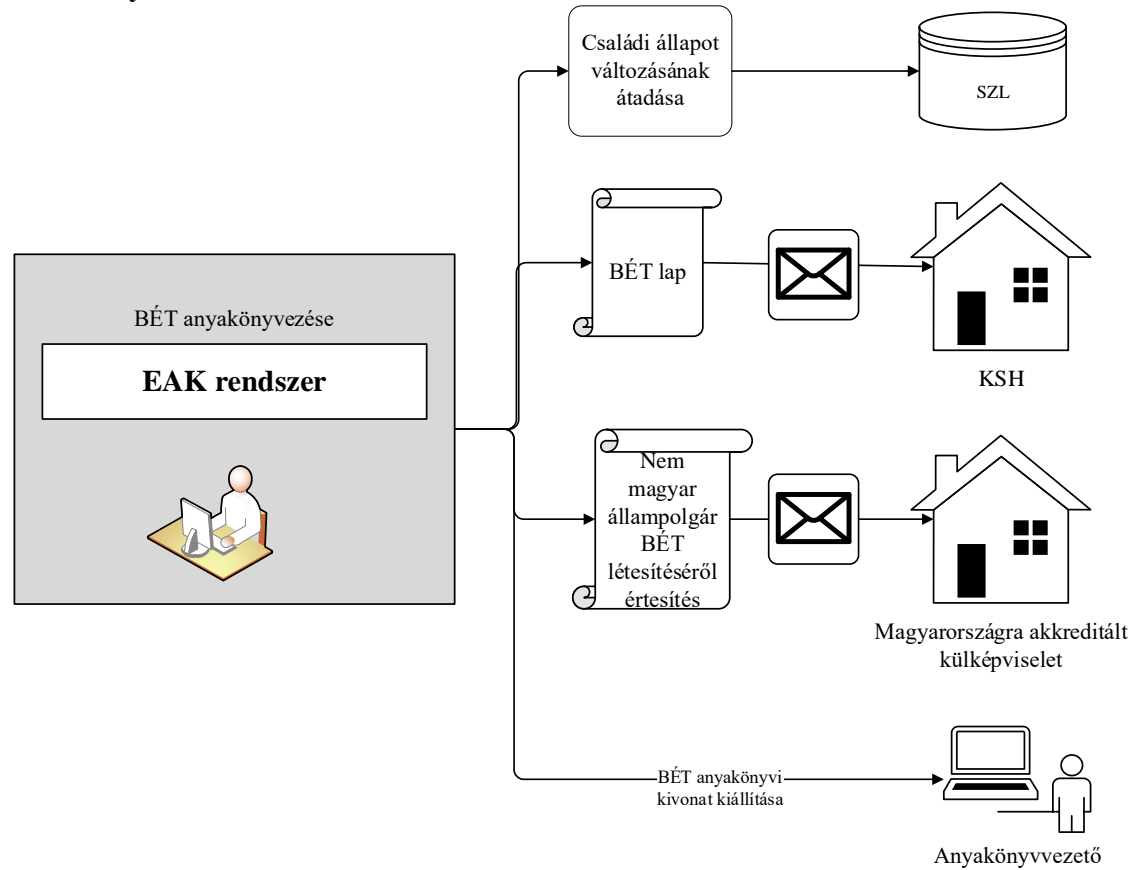 Családi állapot
változásának
átadása
SZL
BÉT lap
KSH
BÉT anyakönyvezése
EAK rendszer
Nem
magyar
állampolgár
BÉT
létesítéséről
értesítés
Magyarországra akkreditált
külképviselet
BÉT anyakönyvi
kivonat kiállítása
Anyakönyvvezető